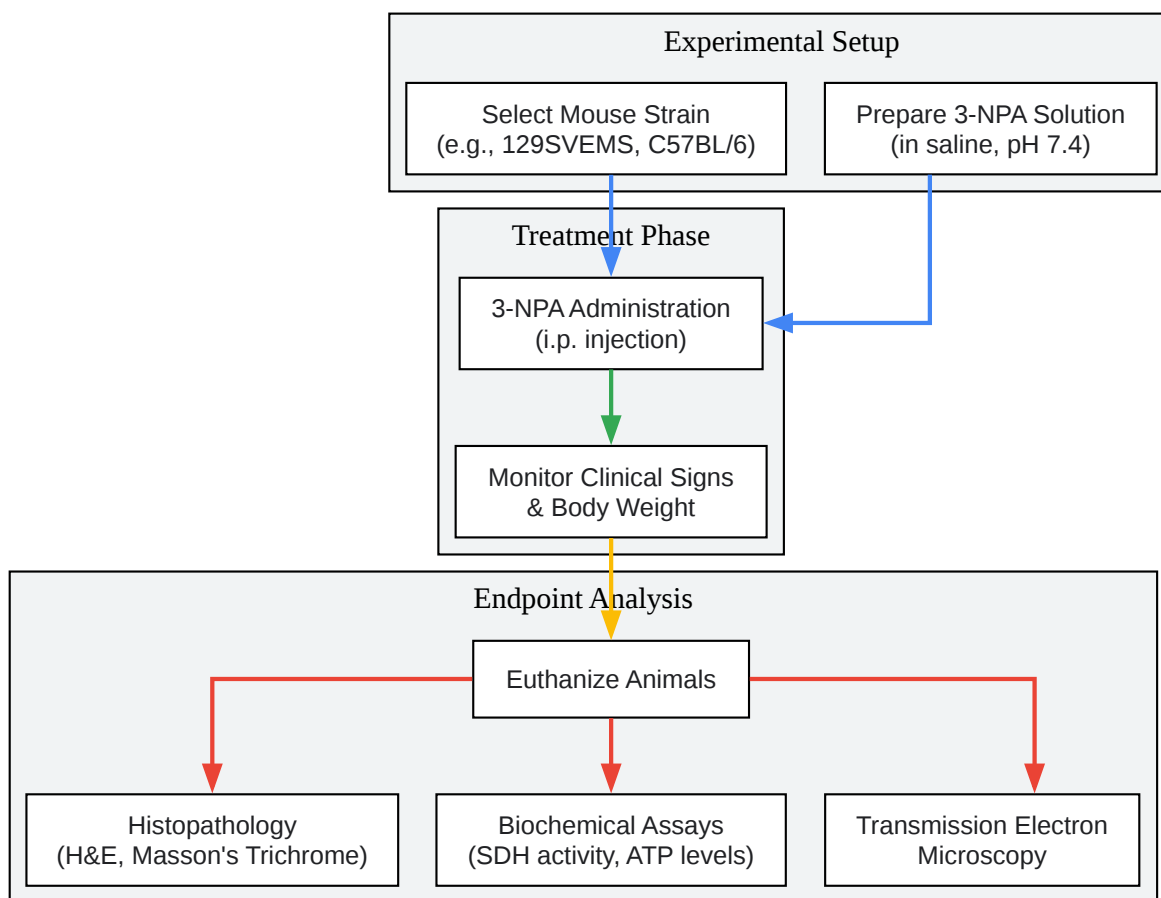 Experimental Setup
Select Mouse Strain
(e.g., 129SVEMS, C57BL/6)
Prepare 3-NPA Solution
(in saline, pH 7.4)
Treatment Phase
3-NPA Administration
(i.p. injection)
Monitor Clinical Signs
& Body Weight
Endpoint Analysis
Euthanize Animals
Histopathology
(H&E, Masson's Trichrome)
Biochemical Assays
(SDH activity, ATP levels)
Transmission Electron
Microscopy